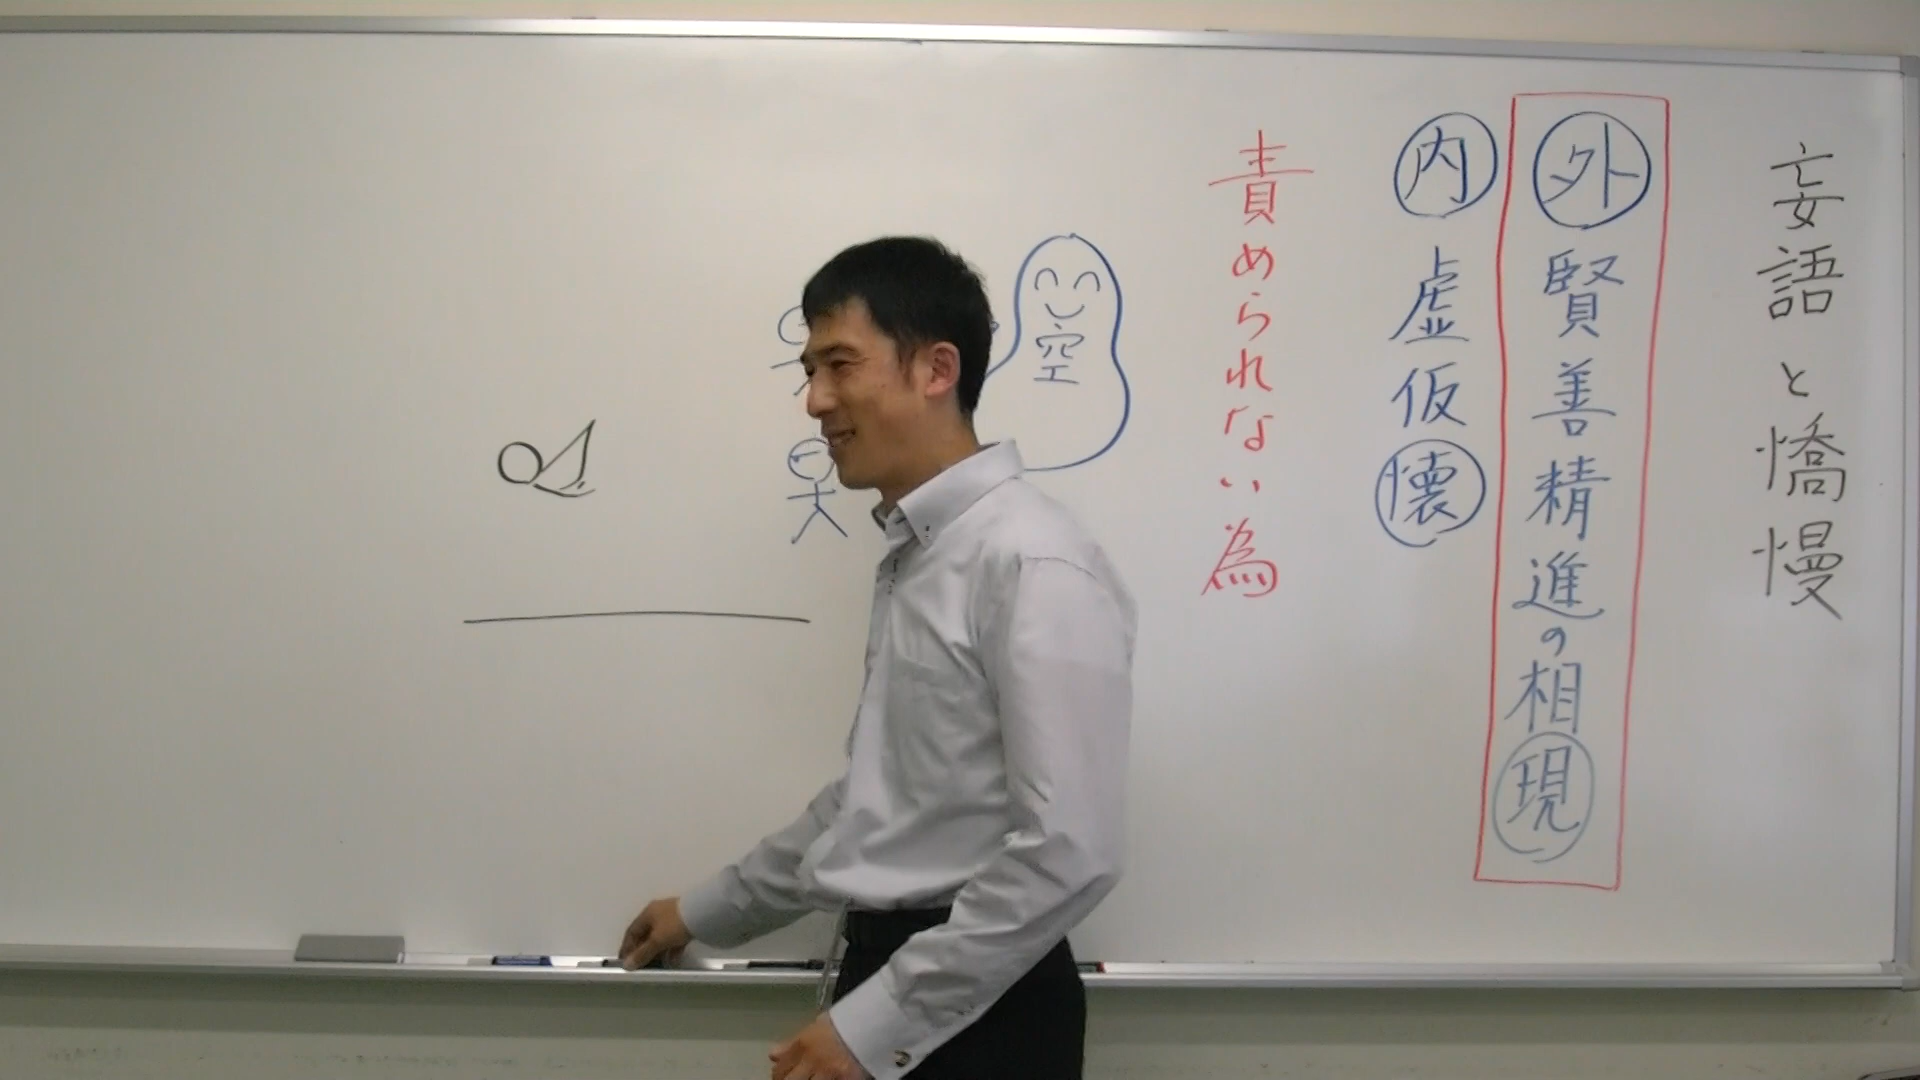 妄語と憍慢
外 賢善精進の相現
内 虚仮懐
責められない為
空